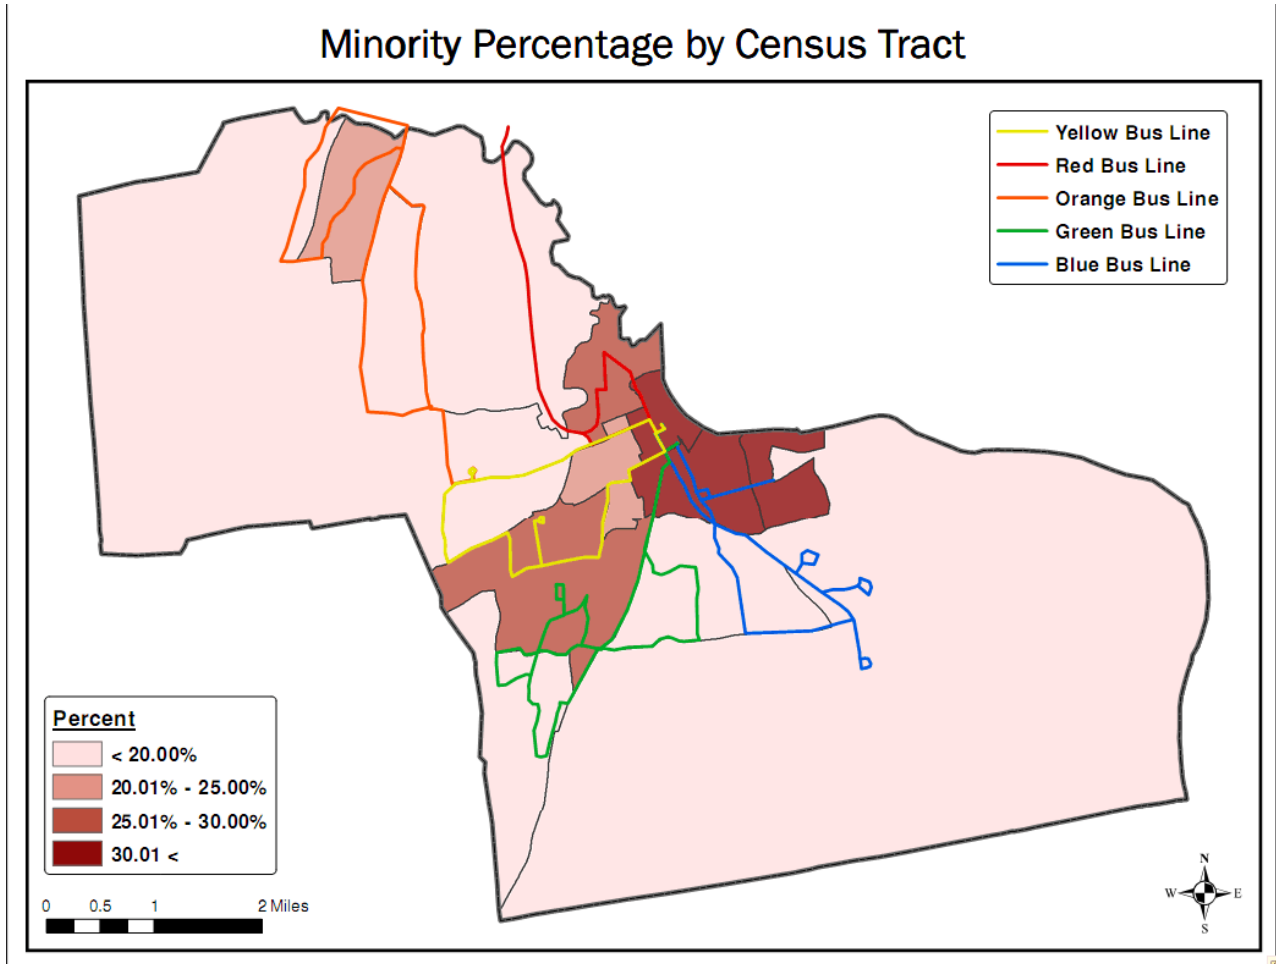 Minority Percentage by Census Tract
Yellow Bus Line
Red Bus Line
Orange Bus Line
Green Bus Line
Blue Bus Line
Percent
< 20.00%
20.01% - 25.00%
25.01% - 30.00%
30.01 <
0 0.5 1 2 Miles
N
W E
S